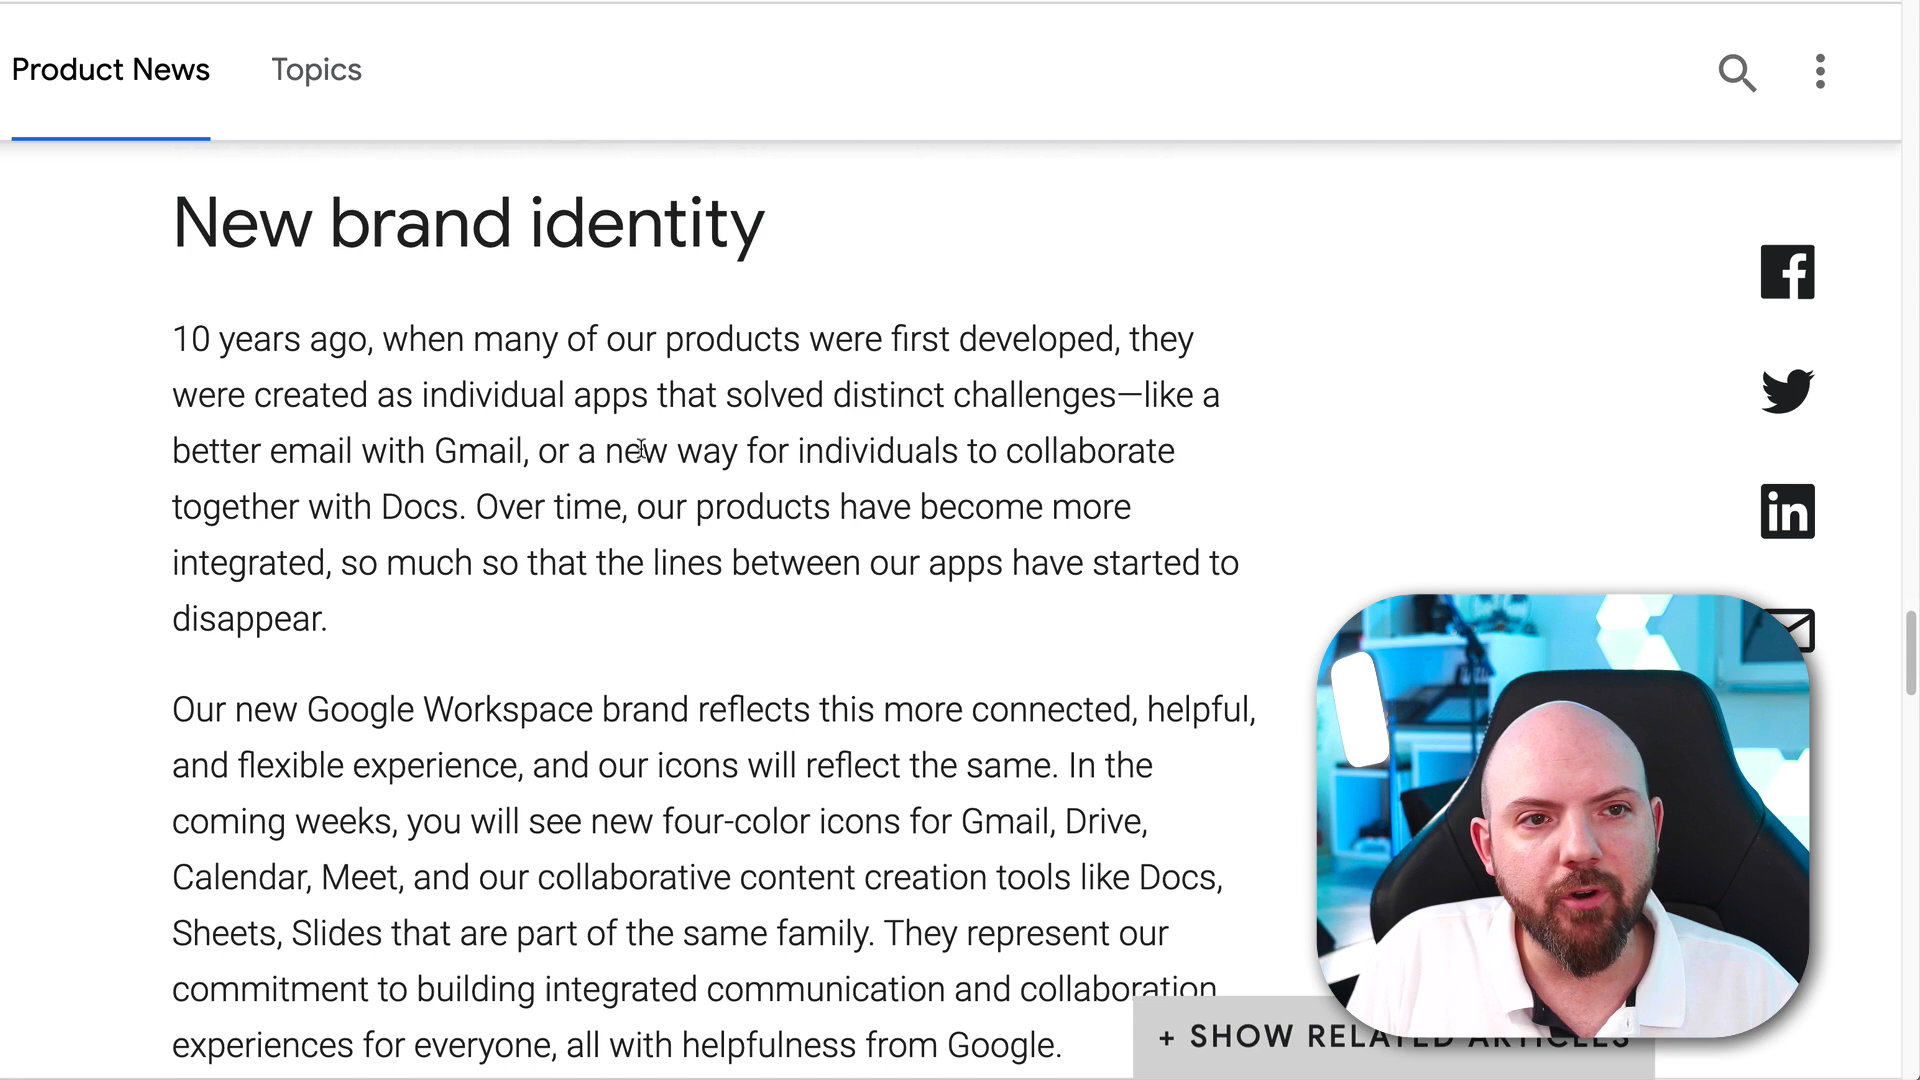 Product News Topics
New brand identity
10 years ago, when many of our products were first developed, they
were created as individual apps that solved distinct challenges—like a
better email with Gmail, or a new way for individuals to collaborate
together with Docs. Over time, our products have become more
integrated, so much so that the lines between our apps have started to
disappear.
Our new Google Workspace brand reflects this more connected, helpful,
and flexible experience, and our icons will reflect the same. In the
coming weeks, you will see new four-color icons for Gmail, Drive,
Calendar, Meet, and our collaborative content creation tools like Docs,
Sheets, Slides that are part of the same family. They represent our
commitment to building integrated communication and collaboration
experiences for everyone, all with helpfulness from Google.
+ SHOW RELATED ARTICLES
in